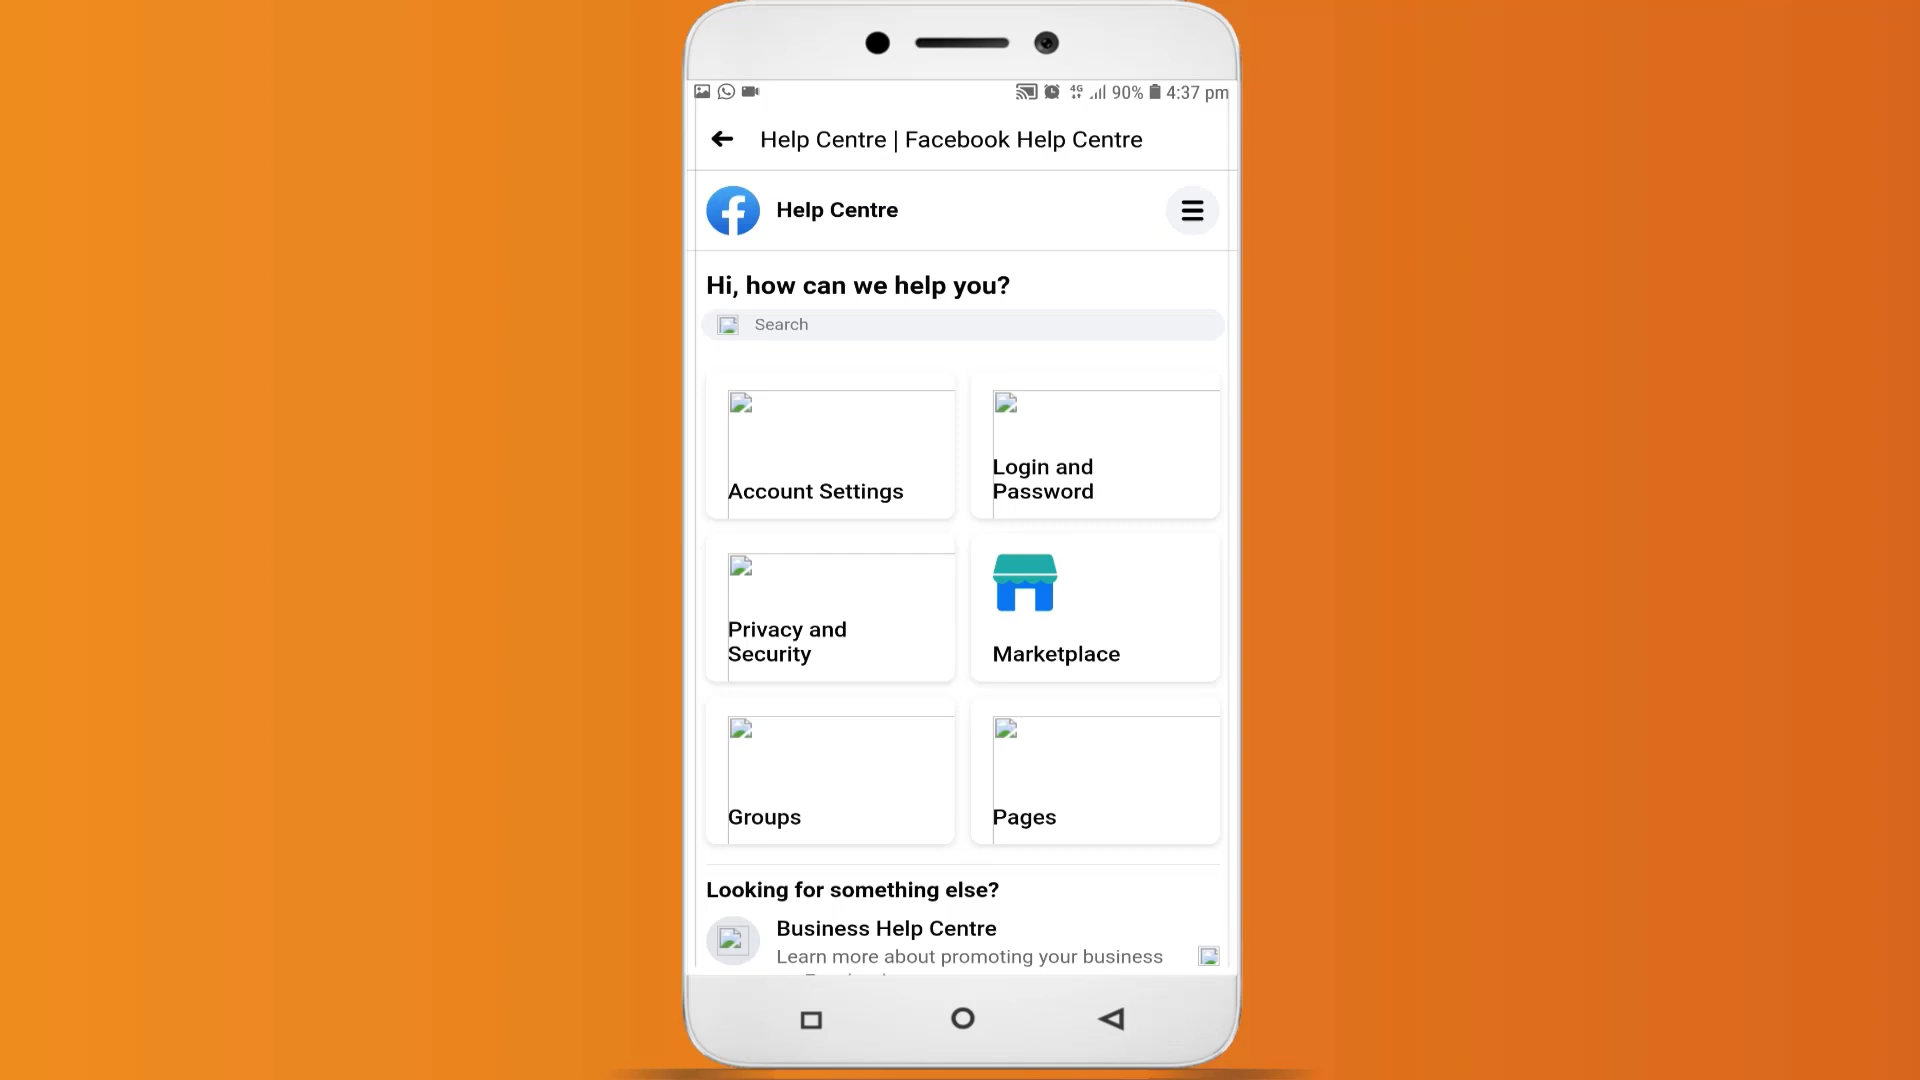 4G 90% 4:37 pm
Help Centre | Facebook Help Centre
Help Centre
Hi, how can we help you?
Search
Account Settings
Login and
Password
Privacy and
Security
Marketplace
Groups
Pages
Looking for something else?
Business Help Centre
Learn more about promoting your business